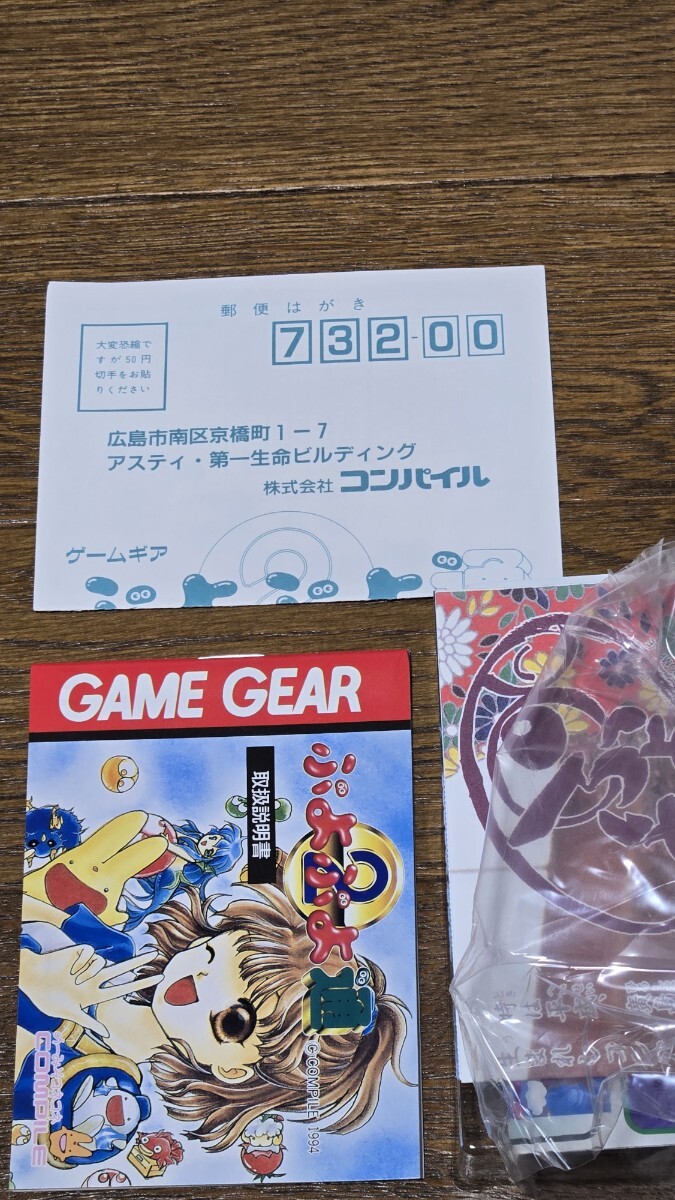 郵便はがき
732-00
大変恐縮で
すが50円
切手をお貼
りください
広島市南区京橋町1-7
アスティ・第一生命ビルディング
株式会社 コンパイル
ゲームギア
GAME GEAR
ぷよぷよ
2
通
取扱説明書
©COMPILE 1994
COMPILE
ぷよ